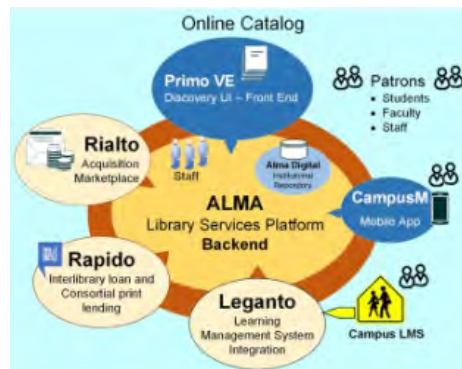 Online Catalog
Primo VE
Discovery UI – Front End
Patrons
• Students
• Faculty
• Staff
Rialto
Acquisition
Marketplace
Staff
Alma Digital
Institutional
Repository
ALMA
Library Services Platform
Backend
CampusM
Mobile App
Rapido
Interlibrary loan and
Consortial print
lending
Leganto
Learning
Management System
Integration
Campus LMS